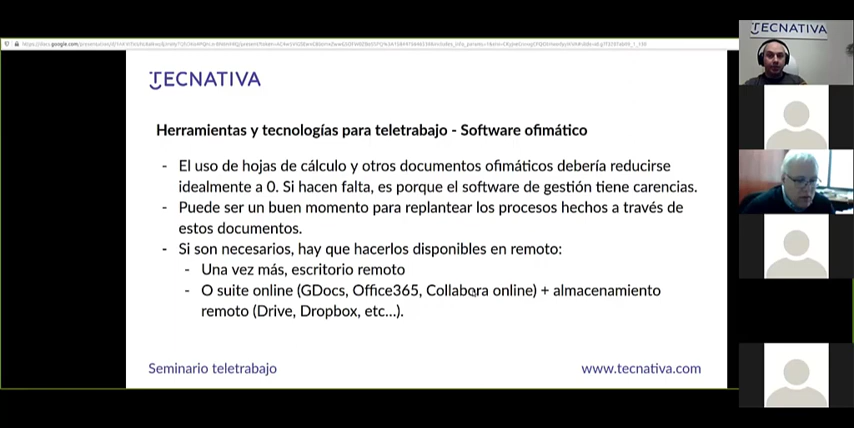 TECNATIVA
TECNATIVA
Herramientas y tecnologías para teletrabajo - Software ofimático
- El uso de hojas de cálculo y otros documentos ofimáticos debería reducirse
idealmente a 0. Si hacen falta, es porque el software de gestión tiene carencias.
- Puede ser un buen momento para replantear los procesos hechos a través de
estos documentos.
- Si son necesarios, hay que hacerlos disponibles en remoto:
- Una vez más, escritorio remoto
- O suite online (GDocs, Office365, Collabora online) + almacenamiento
remoto (Drive, Dropbox, etc...).
Seminario teletrabajo
www.tecnativa.com